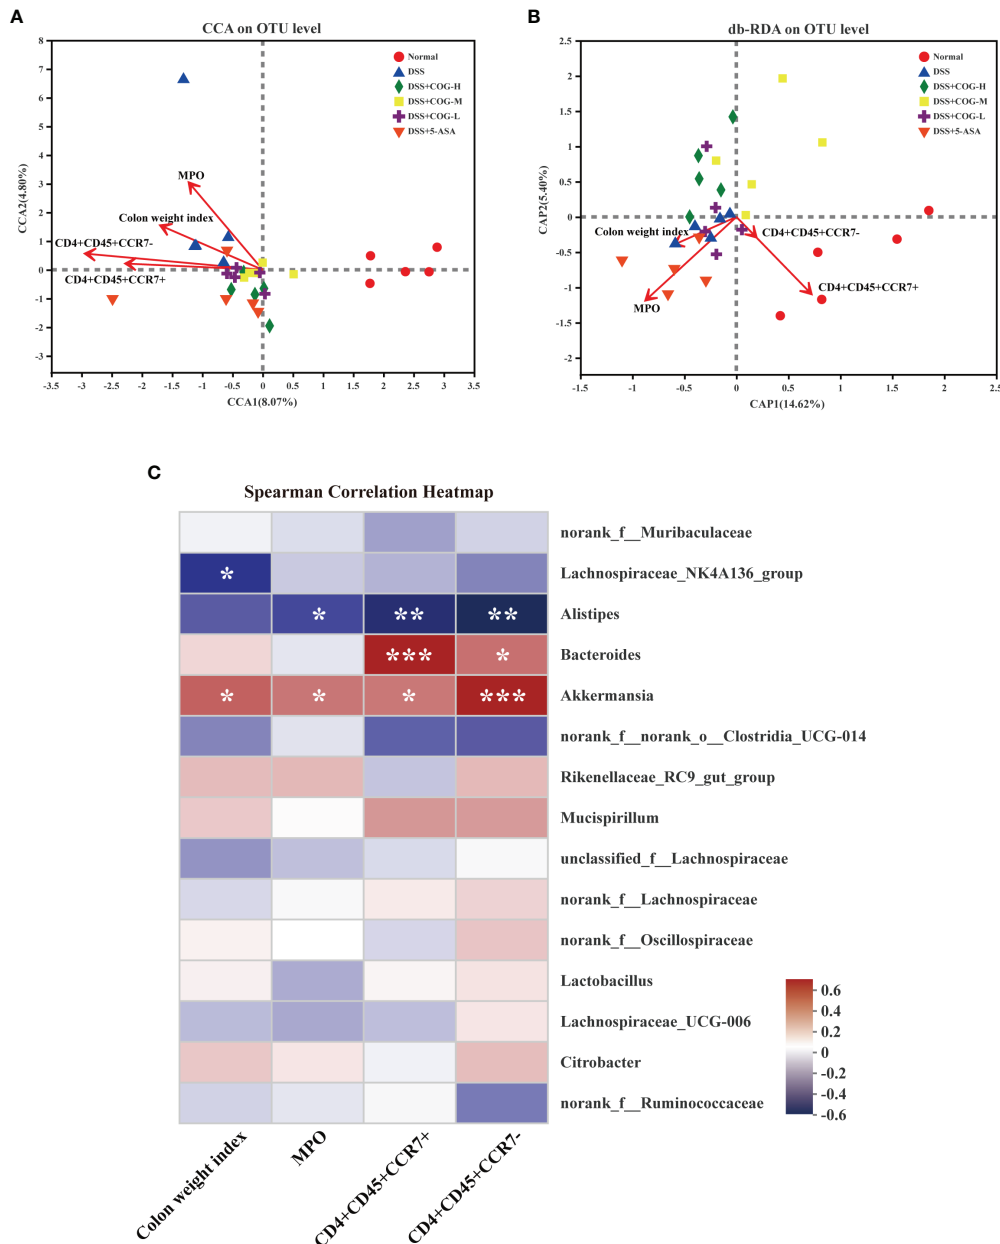 A
CCA on OTU level
8
7
6
5
4
3
2
1
0
-1
-2
-3
CCA2(4.80%)
-3.5 -3 -2.5 -2 -1.5 -1 -0.5 0 0.5 1 1.5 2 2.5 3 3.5
CCA1(8.07%)
Normal
DSS
DSS+COG-H
DSS+COG-M
DSS+COG-L
DSS+5-ASA
MPO
Colon weight index
CD4+CD45+CCR7-
CD4+CD45+CCR7+
B
db-RDA on OTU level
2.5
2
1.5
1
0.5
0
-0.5
-1
-1.5
-2
CAP2(5.40%)
-1.5 -1 -0.5 0 0.5 1 1.5 2 2.5
CAP1(14.62%)
Normal
DSS
DSS+COG-H
DSS+COG-M
DSS+COG-L
DSS+5-ASA
Colon weight index
CD4+CD45+CCR7-
CD4+CD45+CCR7+
MPO
C
Spearman Correlation Heatmap
norank_f__Muribaculaceae
* Lachnospiraceae_NK4A136_group
* ** ** Alistipes
*** * Bacteroides
* * * *** Akkermansia
norank_f__norank_o__Clostridia_UCG-014
Rikenellaceae_RC9_gut_group
Mucispirillum
unclassified_f__Lachnospiraceae
norank_f__Lachnospiraceae
norank_f__Oscillospiraceae
Lactobacillus
Lachnospiraceae_UCG-006
Citrobacter
norank_f__Ruminococcaceae
0.6
0.4
0.2
0
-0.2
-0.4
-0.6
Colon weight index
MPO
CD4+CD45+CCR7+
CD4+CD45+CCR7-